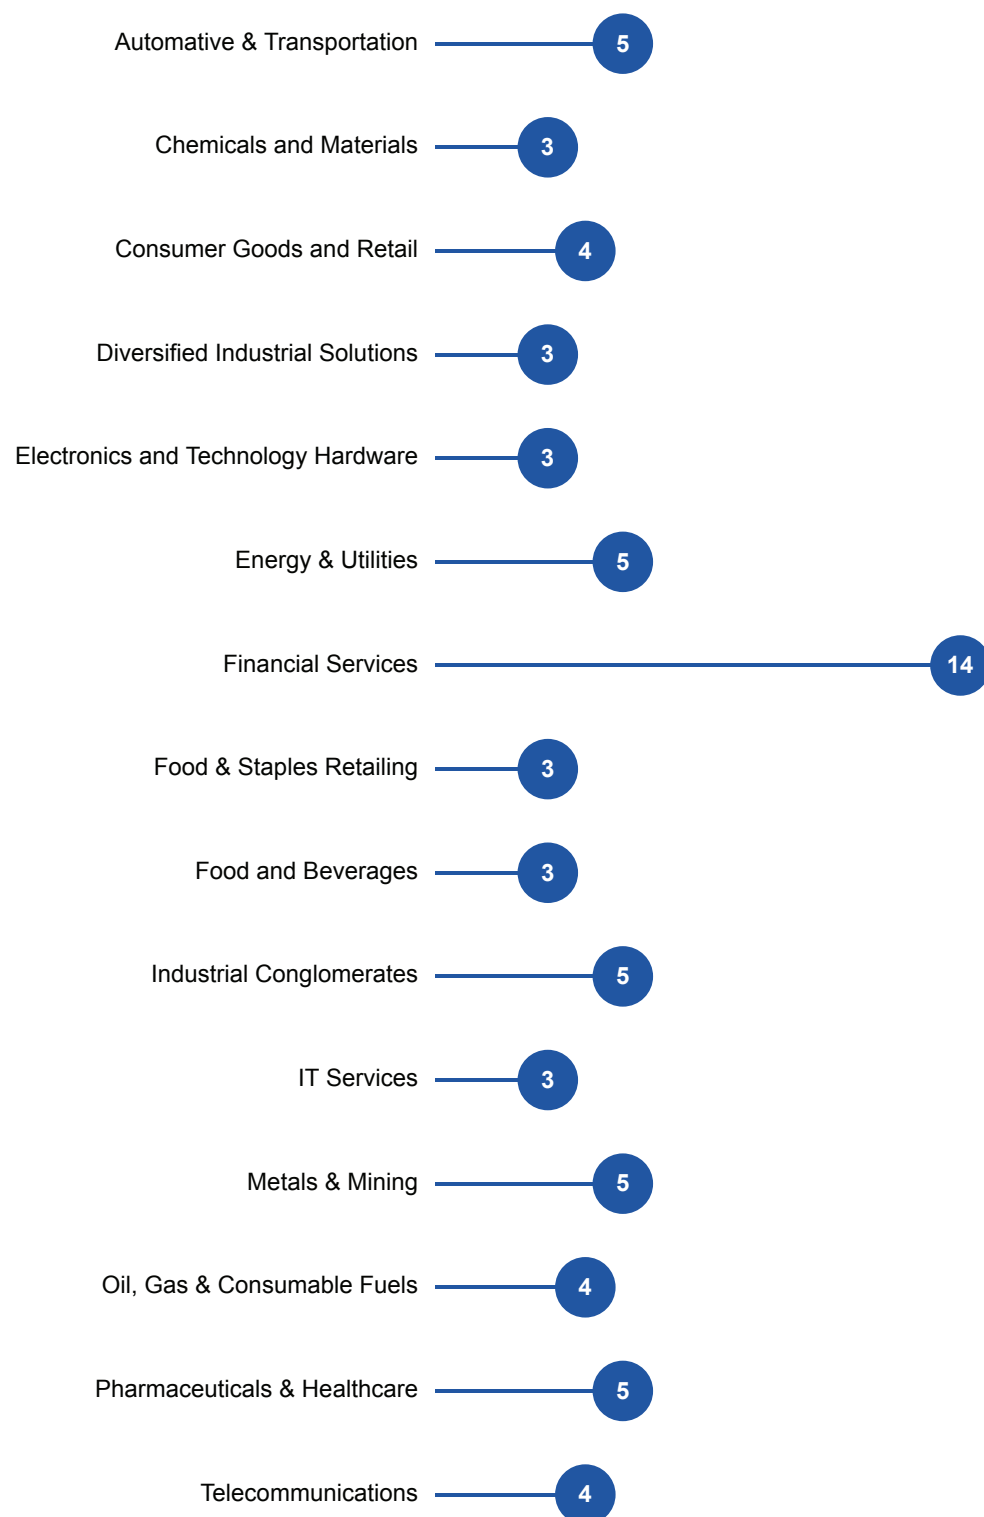 Automative & Transportation 5
Chemicals and Materials 3
Consumer Goods and Retail 4
Diversified Industrial Solutions 3
Electronics and Technology Hardware 3
Energy & Utilities 5
Financial Services 14
Food & Staples Retailing 3
Food and Beverages 3
Industrial Conglomerates 5
IT Services 3
Metals & Mining 5
Oil, Gas & Consumable Fuels 4
Pharmaceuticals & Healthcare 5
Telecommunications 4